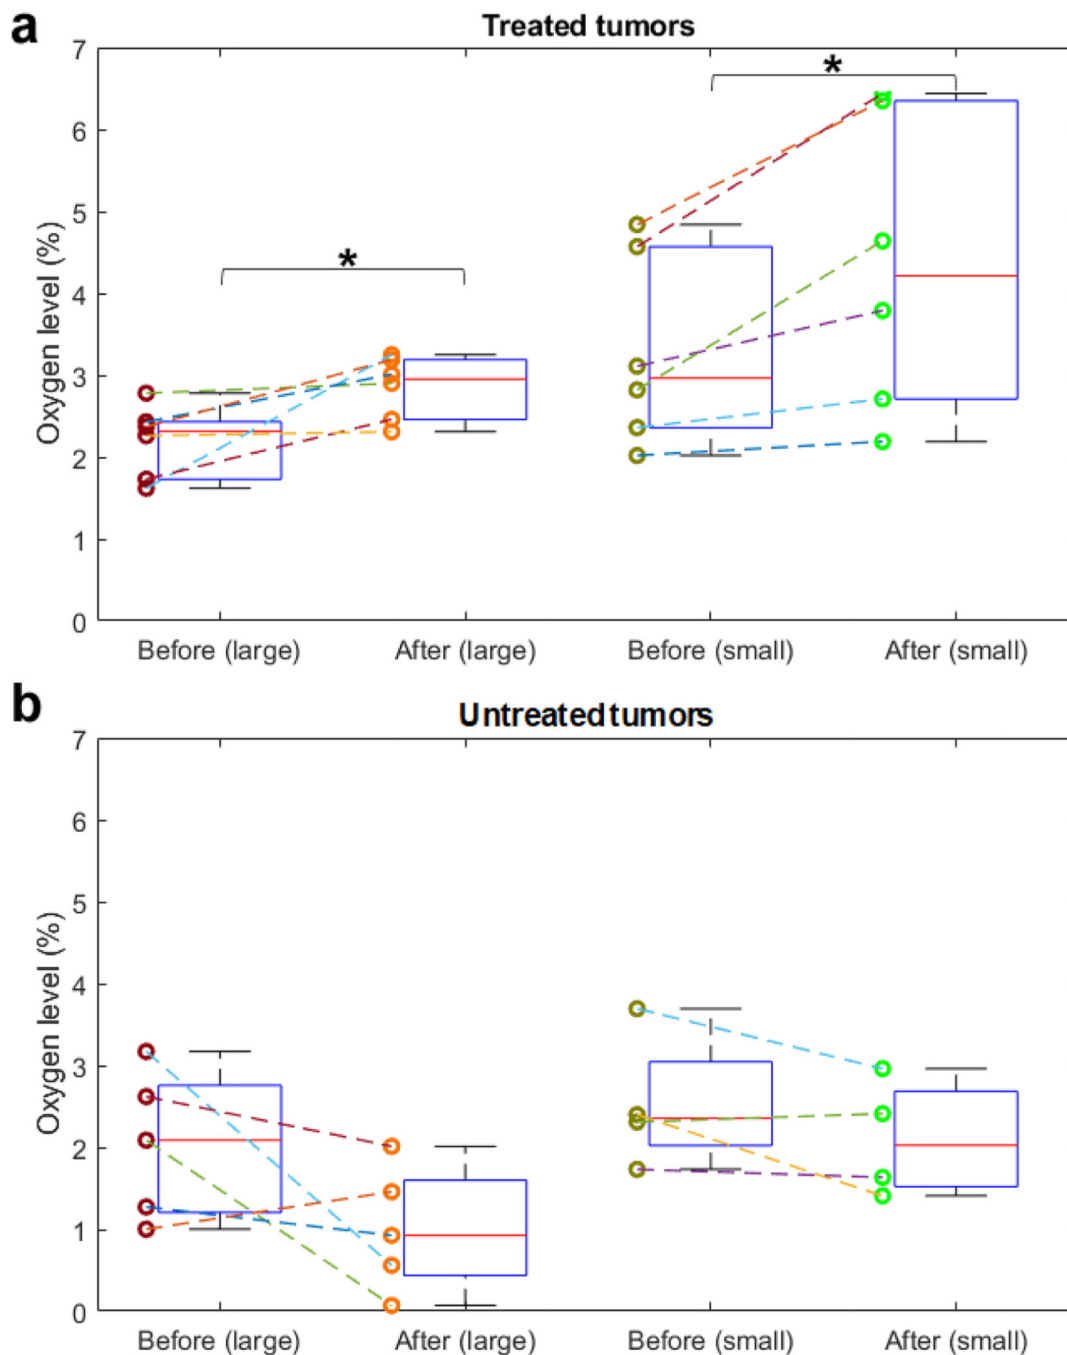 a
Treated tumors
7
6
5
4
3
2
1
0
Oxygen level (%)
*
*
Before (large) After (large) Before (small) After (small)
b
Untreated tumors
7
6
5
4
3
2
1
0
Oxygen level (%)
Before (large) After (large) Before (small) After (small)